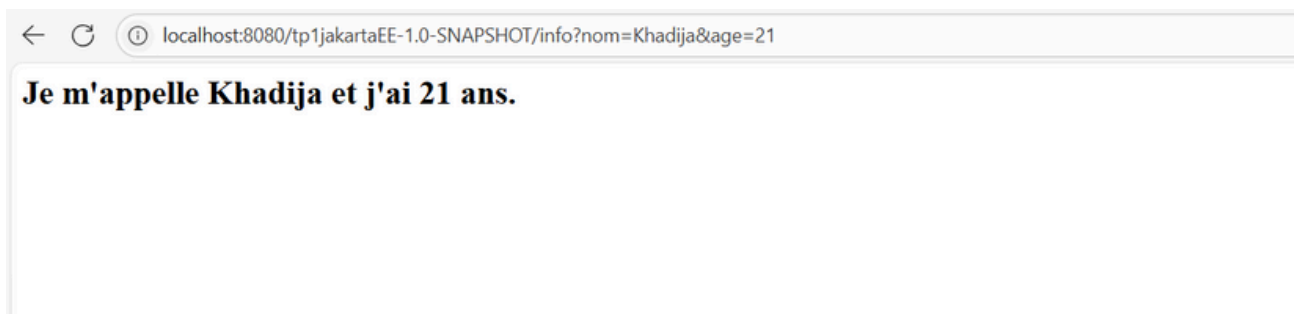 localhost:8080/tp1jakartaEE-1.0-SNAPSHOT/info?nom=Khadija&age=21
Je m'appelle Khadija et j'ai 21 ans.